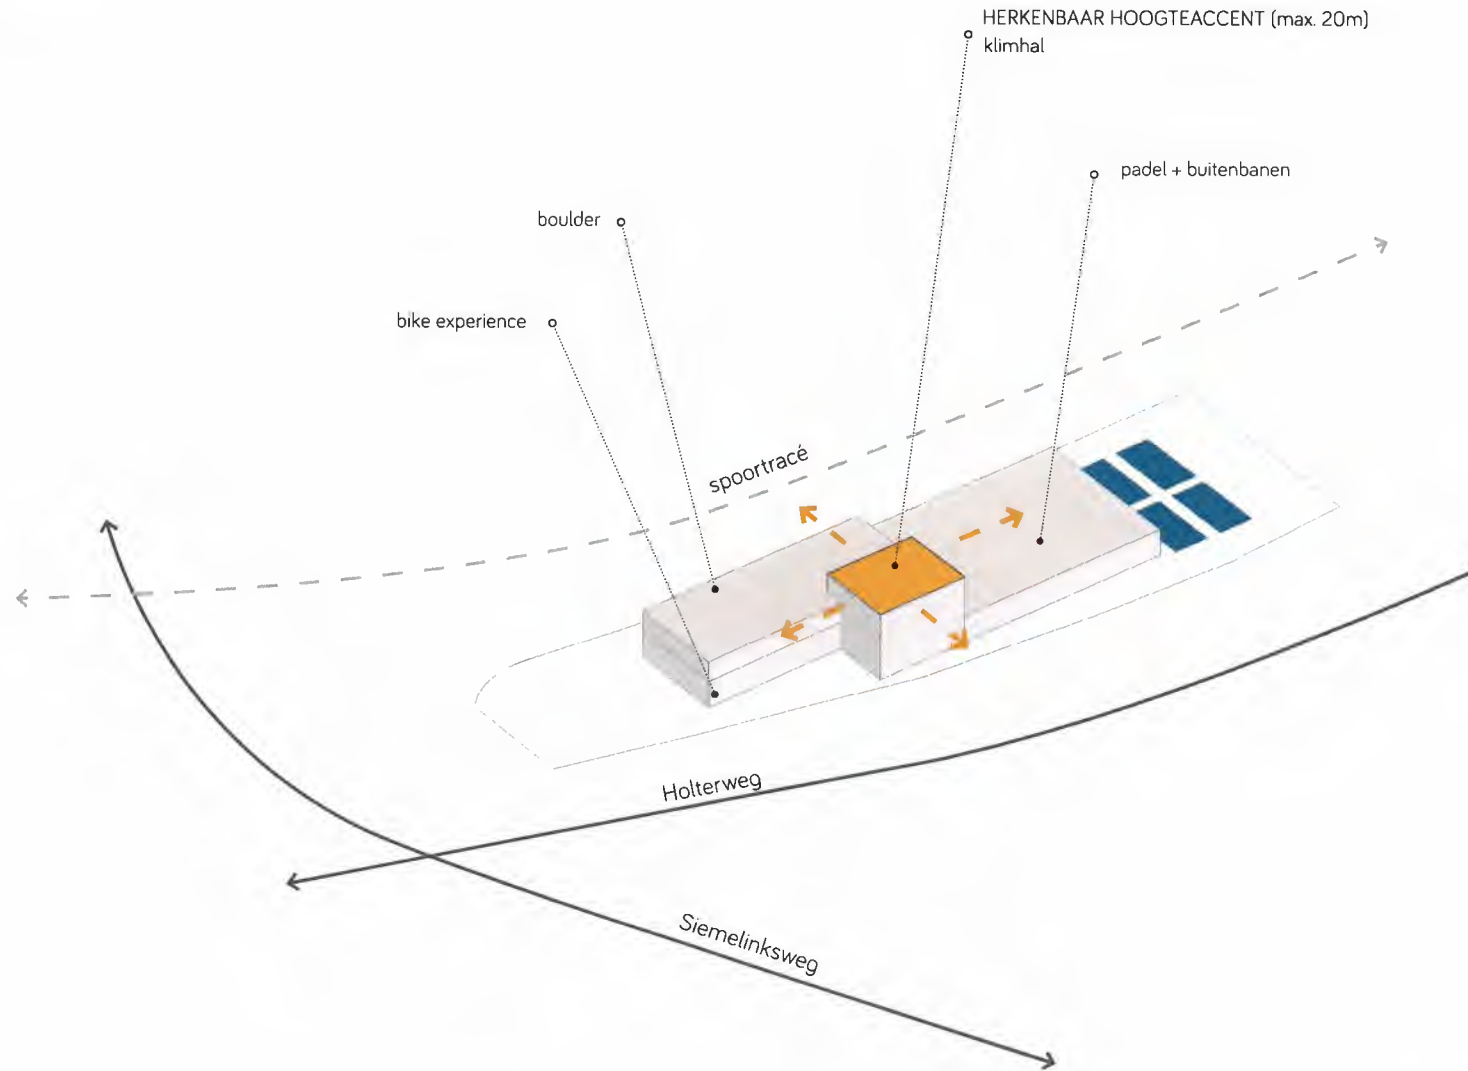 HERKENBAAR HOOGTEACCENT (max. 20m)
klimhal
padel + buitenbanen
boulder
bike experience
spoortracé
Holterweg
Siemelinksweg